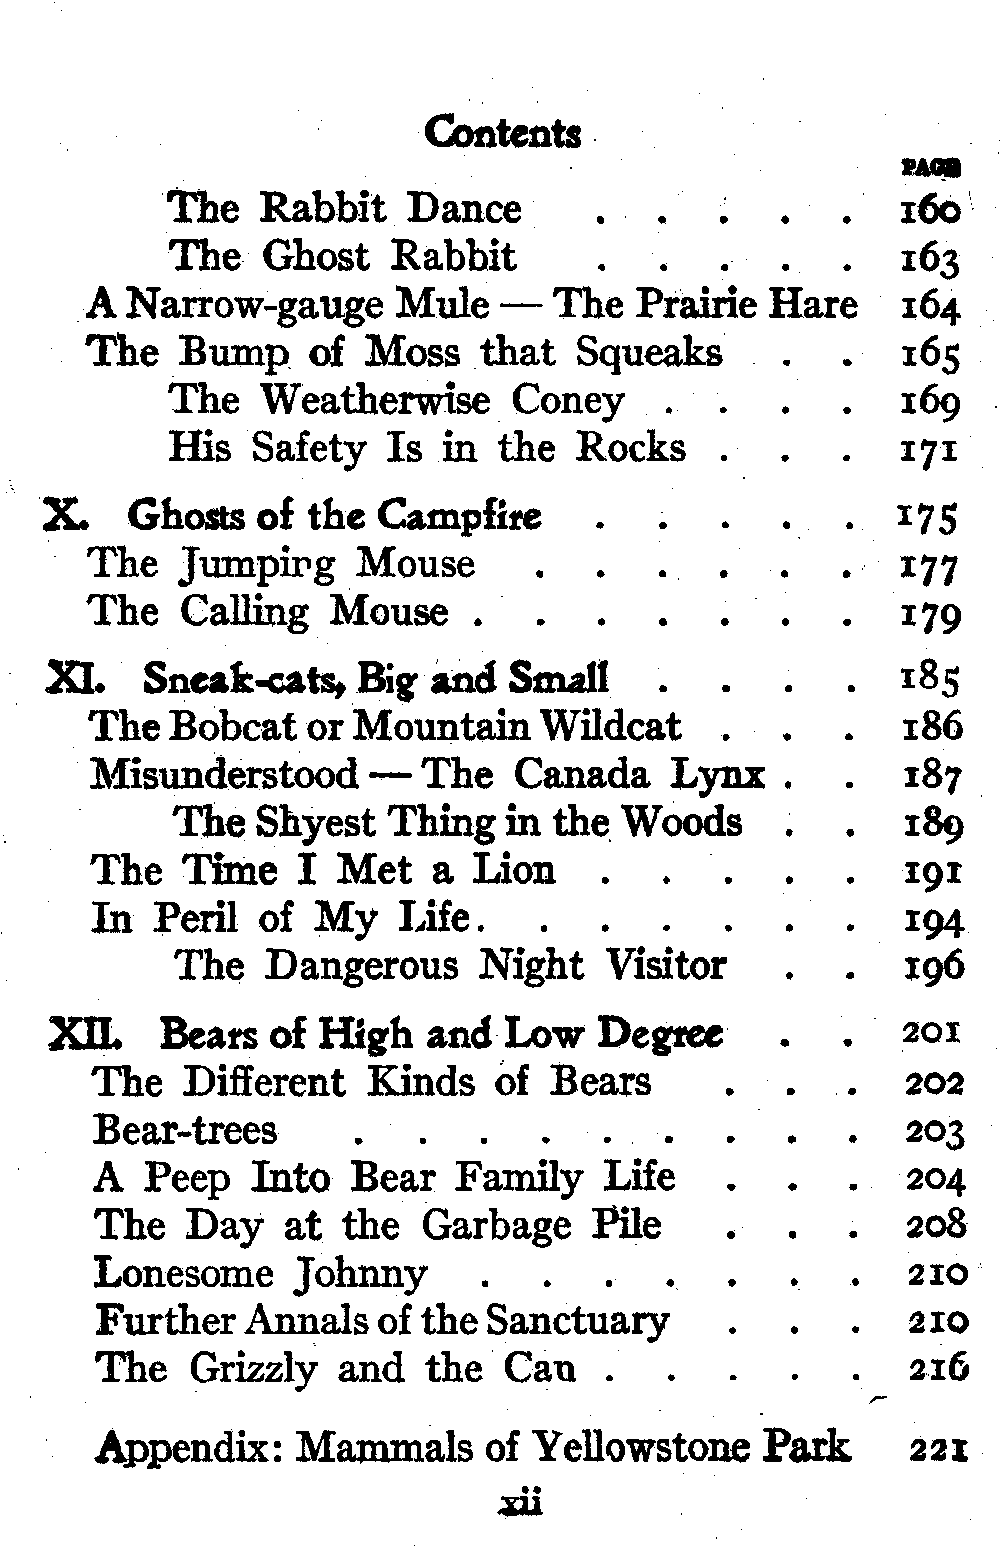 Contents
PAGE
The Rabbit Dance . . . . . 160
The Ghost Rabbit . . . . . 163
A Narrow-gauge Mule — The Prairie Hare 164
The Bump of Moss that Squeaks . . 165
The Weatherwise Coney . . . . 169
His Safety Is in the Rocks . . . 171
X. Ghosts of the Campfire . . . . . 175
The Jumping Mouse . . . . . . 177
The Calling Mouse . . . . . . . 179
XI. Sneak-cats, Big and Small . . . . 185
The Bobcat or Mountain Wildcat . . . 186
Misunderstood — The Canada Lynx . . 187
The Shyest Thing in the Woods . . 189
The Time I Met a Lion . . . . . 191
In Peril of My Life . . . . . . . 194
The Dangerous Night Visitor . . 196
XII. Bears of High and Low Degree . . 201
The Different Kinds of Bears . . . 202
Bear-trees . . . . . . . . . 203
A Peep Into Bear Family Life . . . 204
The Day at the Garbage Pile . . . 208
Lonesome Johnny . . . . . . . 210
Further Annals of the Sanctuary . . . 210
The Grizzly and the Can . . . . . 216
Appendix: Mammals of Yellowstone Park 221
xii